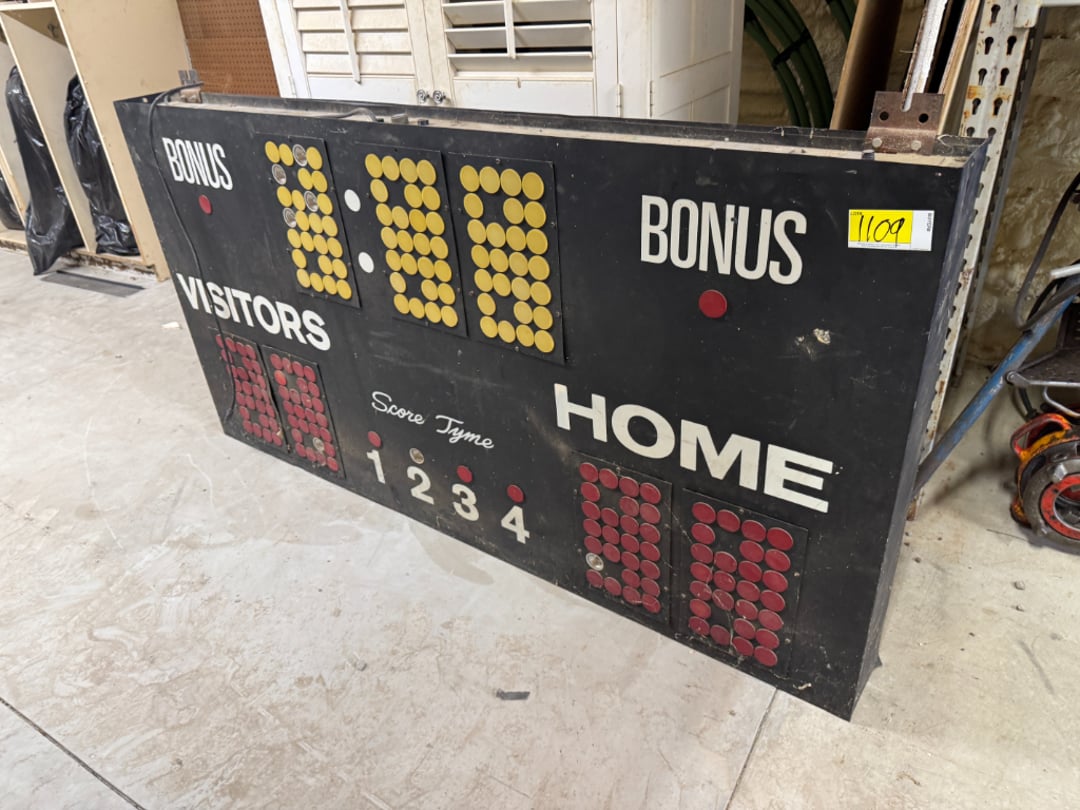 BONUS
BONUS
1109
VISITORS
HOME
Score Tyme
1 2 3 4